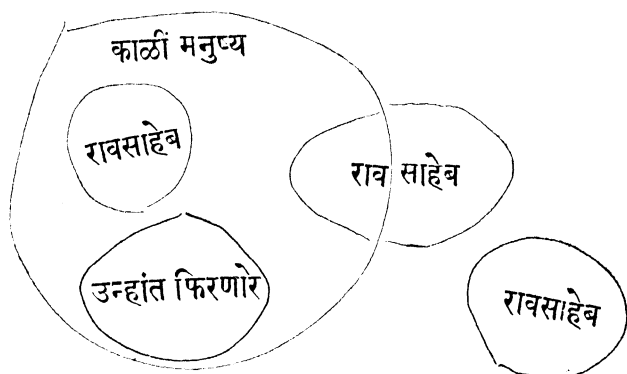 काळीं मनुष्य
रावसाहेब
राव साहेब
उन्हांत फिरणारे
रावसाहेब